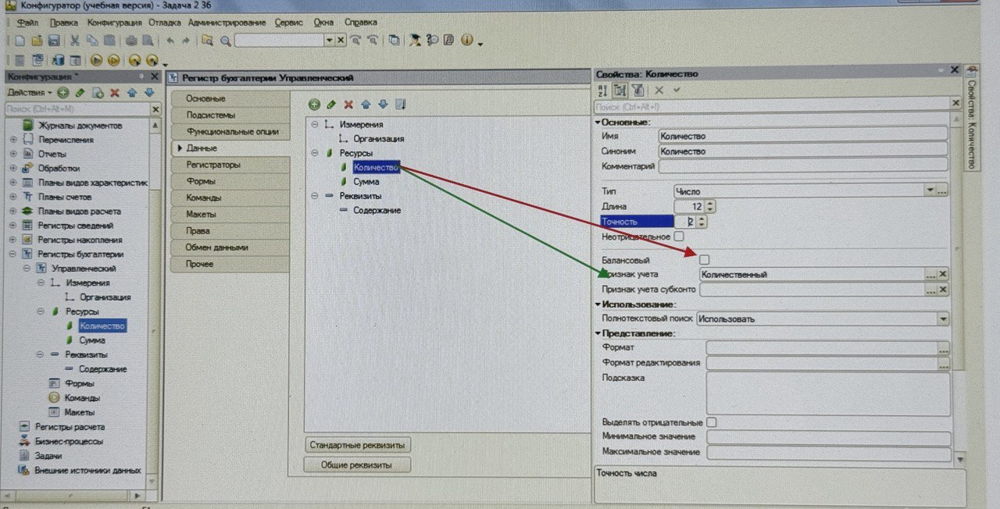 Конфигуратор (учебная версия) - Задача 2 36
Файл Правка Конфигурация Отладка Администрирование Сервис Окна Справка
Конфигурация *
Действия
Поиск (Ctrl+Alt+M)
Журналы документов
Перечисления
Отчеты
Обработки
Планы видов характеристик
Планы счетов
Планы видов расчета
Регистры сведений
Регистры накопления
Регистры бухгалтерии
Управленческий
Измерения
Организация
Ресурсы
Количество
Сумма
Реквизиты
Содержание
Формы
Команды
Макеты
Регистры расчета
Бизнес-процессы
Задачи
Внешние источники данных
Регистр бухгалтерии Управленческий
Основные
Подсистемы
Функциональные опции
Данные
Регистраторы
Формы
Команды
Макеты
Права
Обмен данными
Прочее
Измерения
Организация
Ресурсы
Количество
Сумма
Реквизиты
Содержание
Стандартные реквизиты
Общие реквизиты
Свойства: Количество
Поиск (Ctrl+Alt+I)
Основные:
Имя Количество
Синоним Количество
Комментарий
Тип Число
Длина 12
Точность 2
Неотрицательное
Балансовый
Признак учета Количественный
Признак учета субконто
Использование:
Полнотекстовый поиск Использовать
Представление:
Формат
Формат редактирования
Подсказка
Выделять отрицательные
Минимальное значение
Максимальное значение
Точность числа
Свойства: Количество